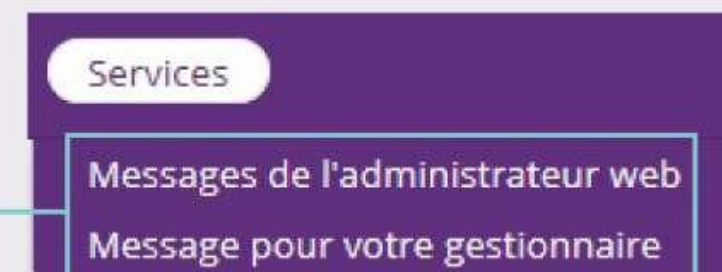 Services
Messages de l'administrateur web
Message pour votre gestionnaire